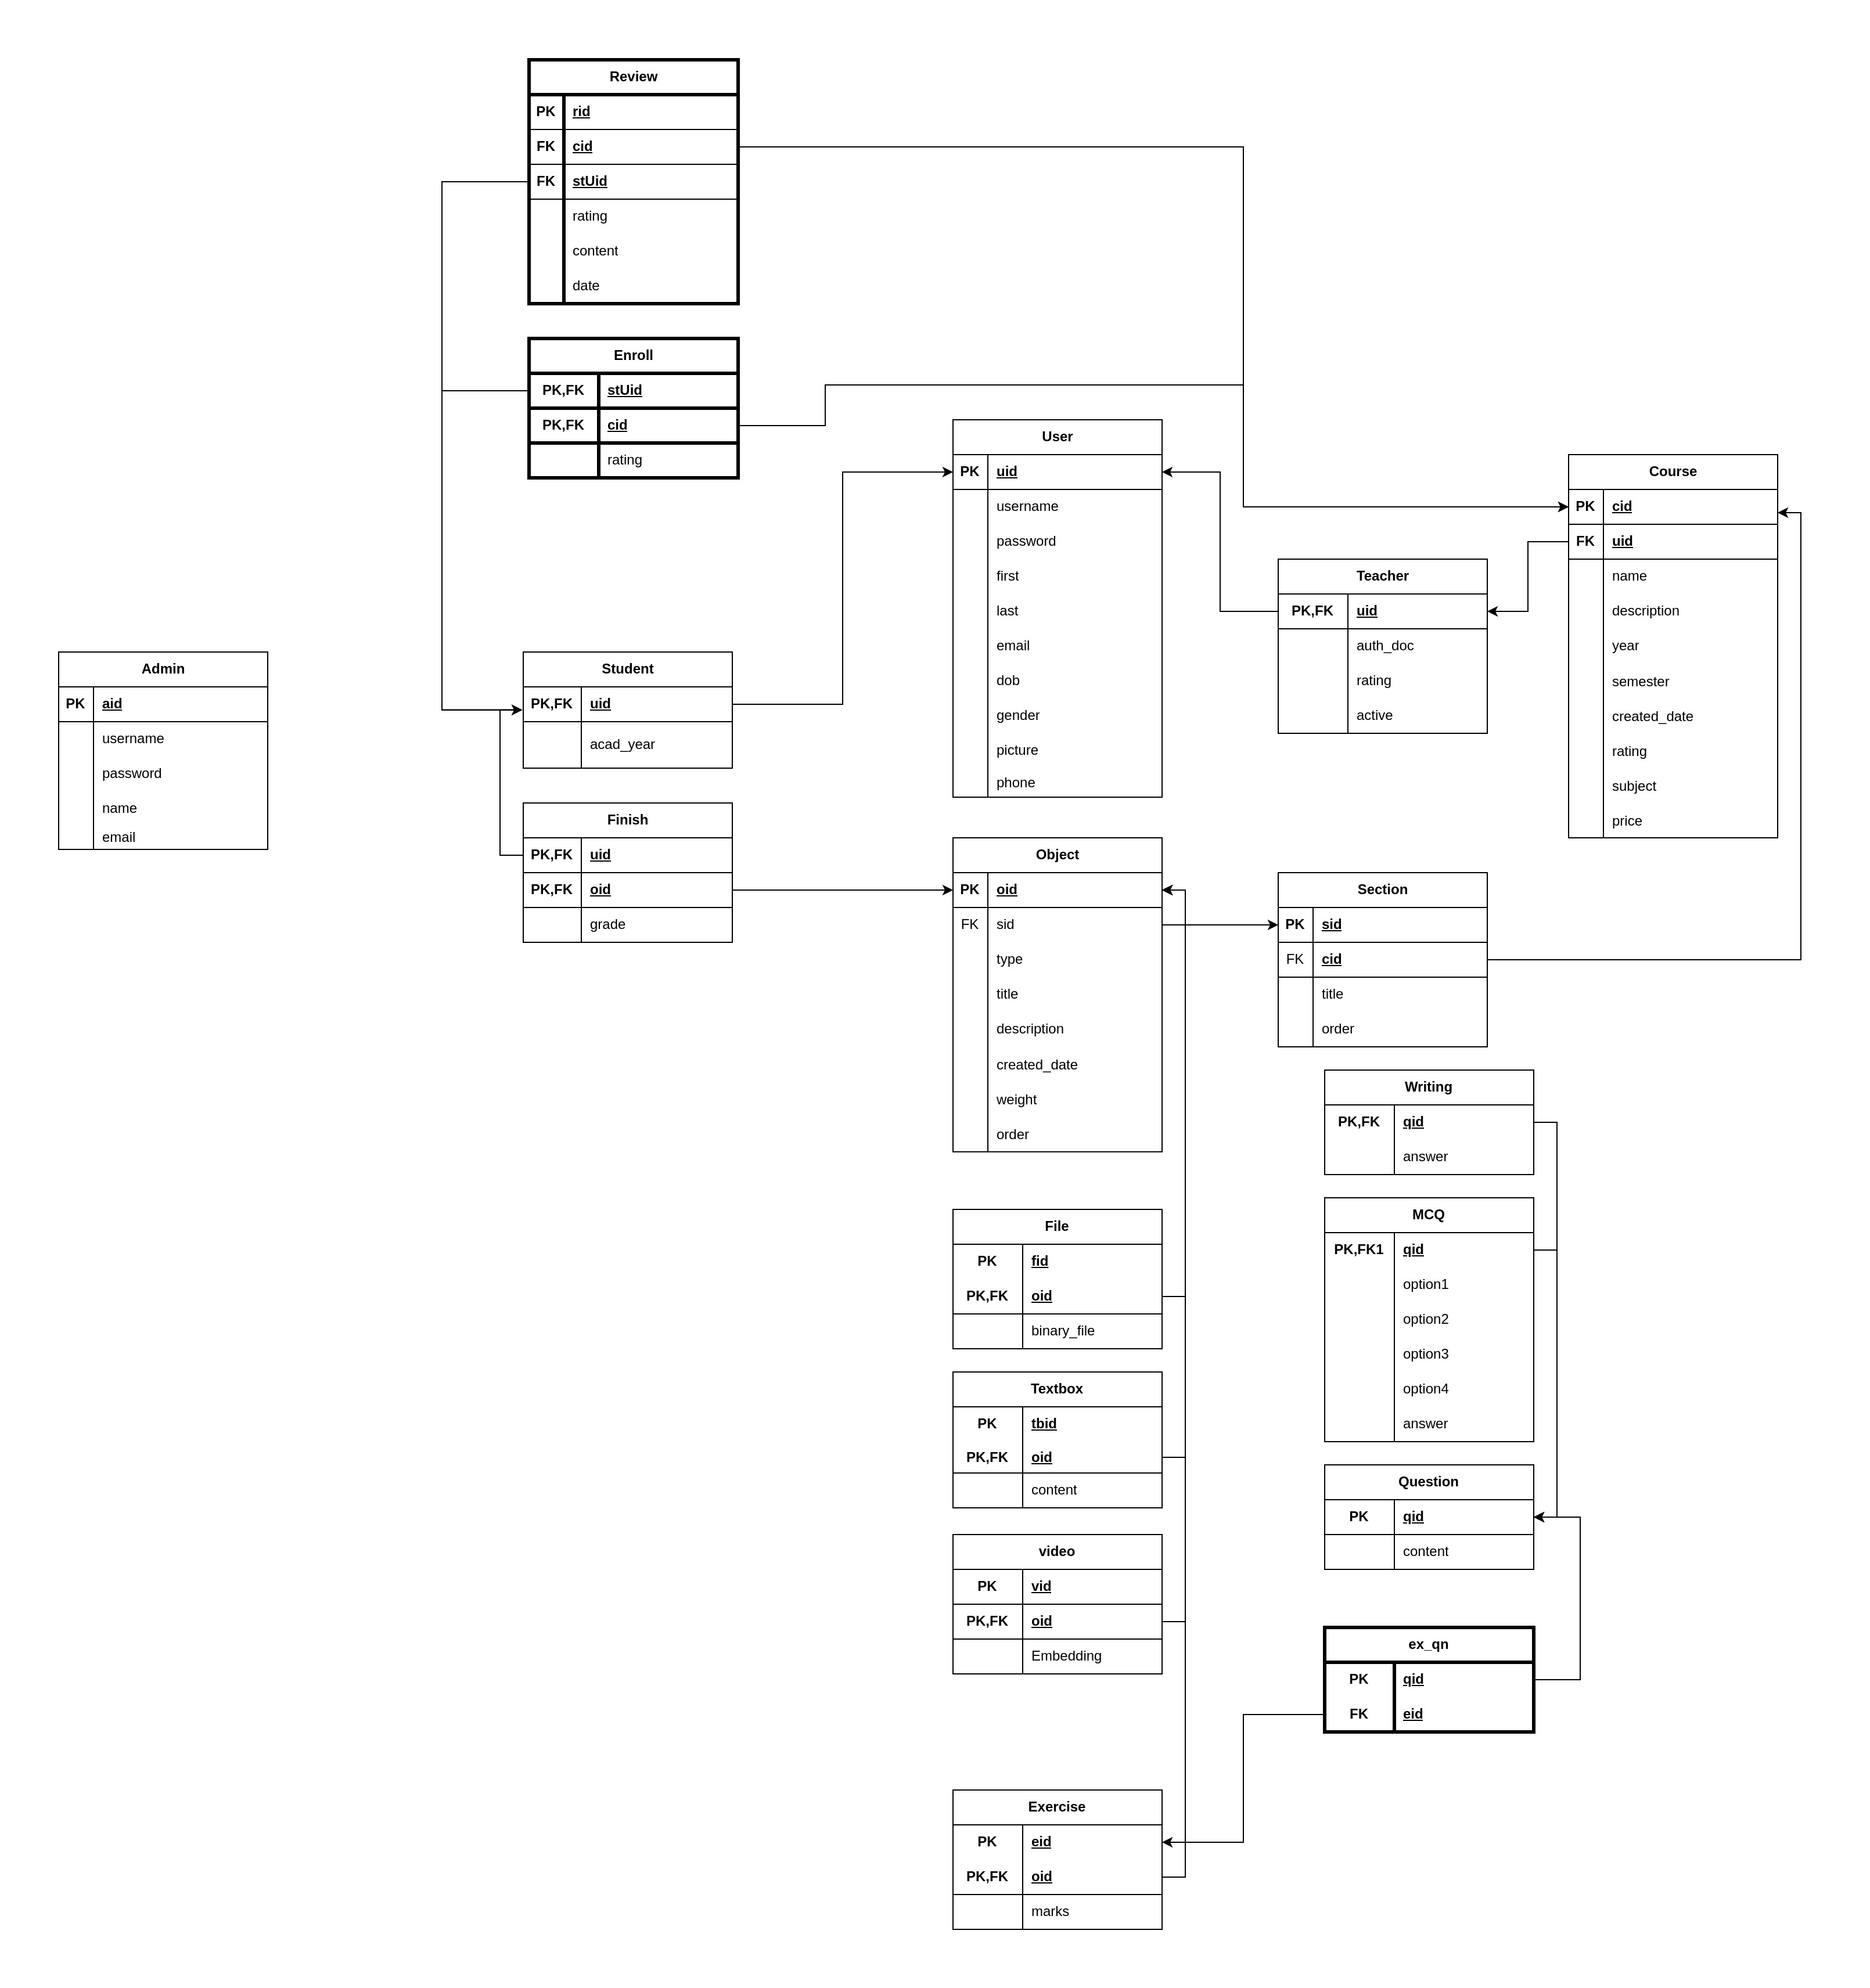 Review
PK rid
FK cid
FK stUid
rating
content
date
Enroll
PK,FK stUid
PK,FK cid
rating
User
PK uid
username
password
first
last
email
dob
gender
picture
phone
Course
PK cid
FK uid
name
description
year
semester
created_date
rating
subject
price
Teacher
PK,FK uid
auth_doc
rating
active
Admin
PK aid
username
password
name
email
Student
PK,FK uid
acad_year
Finish
PK,FK uid
PK,FK oid
grade
Object
PK oid
FK sid
type
title
description
created_date
weight
order
Section
PK sid
FK cid
title
order
Writing
PK,FK qid
answer
MCQ
PK,FK1 qid
option1
option2
option3
option4
answer
File
PK fid
PK,FK oid
binary_file
Textbox
PK tbid
PK,FK oid
content
Question
PK qid
content
video
PK vid
PK,FK oid
Embedding
ex_qn
PK qid
FK eid
Exercise
PK eid
PK,FK oid
marks